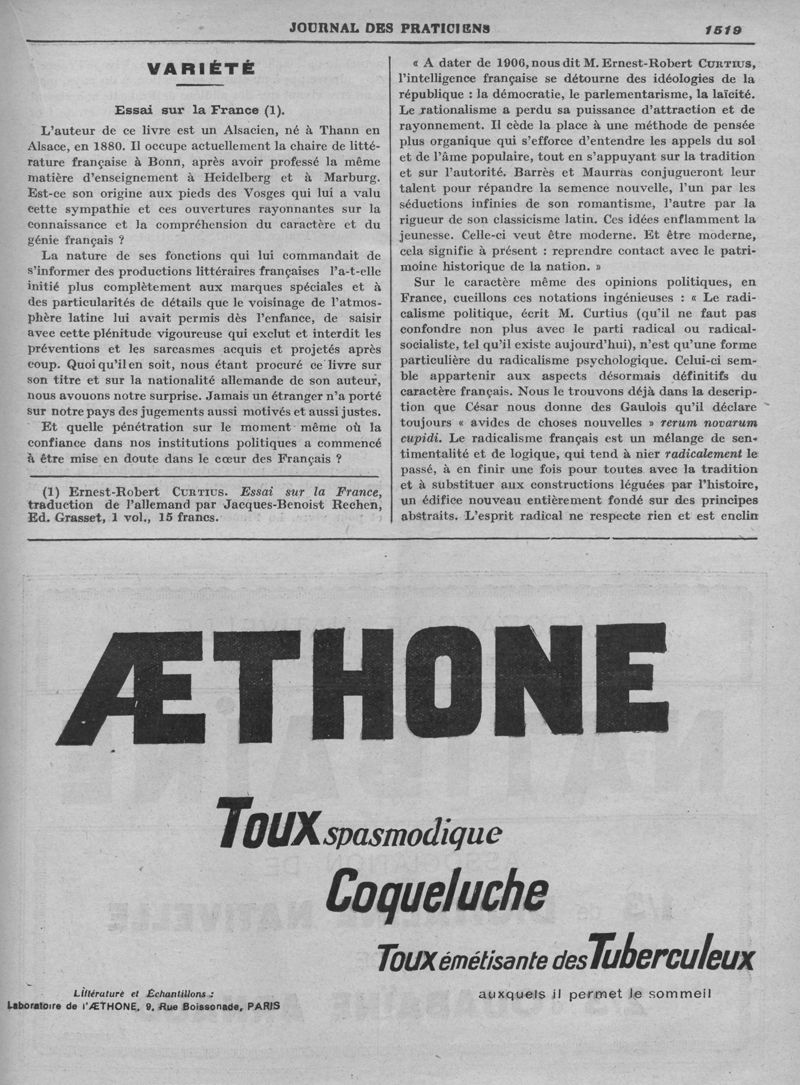 JOURNAL DES PRATICIENS 1519
VARIÉTÉ
Essai sur la France (1).
L'auteur de ce livre est un Alsacien, né à Thann en
Alsace, en 1880. Il occupe actuellement la chaire de litté-
rature française à Bonn, après avoir professé la même
matière d'enseignement à Heidelberg et à Marburg.
Est-ce son origine aux pieds des Vosges qui lui a valu
cette sympathie et ces ouvertures rayonnantes sur la
connaissance et la compréhension du caractère et du
génie français ?
La nature de ses fonctions qui lui commandait de
s'informer des productions littéraires françaises l'a-t-elle
initié plus complètement aux marques spéciales et à
des particularités de détails que le voisinage de l'atmos-
phère latine lui avait permis dès l'enfance, de saisir
avec cette plénitude vigoureuse qui exclut et interdit les
préventions et les sarcasmes acquis et projetés après
coup. Quoi qu'il en soit, nous étant procuré ce livre sur
son titre et sur la nationalité allemande de son auteur,
nous avouons notre surprise. Jamais un étranger n'a porté
sur notre pays des jugements aussi motivés et aussi justes.
Et quelle pénétration sur le moment même où la
confiance dans nos institutions politiques a commencé
à être mise en doute dans le cœur des Français ?
(1) Ernest-Robert CURTIUS. Essai sur la France,
traduction de l'allemand par Jacques-Benoist Rechen,
Ed. Grasset, 1 vol., 15 francs.
« A dater de 1906, nous dit M. Ernest-Robert CURTIUS,
l'intelligence française se détourne des idéologies de la
république : la démocratie, le parlementarisme, la laïcité.
Le rationalisme a perdu sa puissance d'attraction et de
rayonnement. Il cède la place à une méthode de pensée
plus organique qui s'efforce d'entendre les appels du sol
et de l'âme populaire, tout en s'appuyant sur la tradition
et sur l'autorité. Barrès et Maurras conjugueront leur
talent pour répandre la semence nouvelle, l'un par les
séductions infinies de son romantisme, l'autre par la
rigueur de son classicisme latin. Ces idées enflamment la
jeunesse. Celle-ci veut être moderne. Et être moderne,
cela signifie à présent : reprendre contact avec le patri-
moine historique de la nation. »
Sur le caractère même des opinions politiques, en
France, cueillons ces notations ingénieuses : « Le radi-
calisme politique, écrit M. Curtius (qu'il ne faut pas
confondre non plus avec le parti radical ou radical-
socialiste, tel qu'il existe aujourd'hui), n'est qu'une forme
particulière du radicalisme psychologique. Celui-ci sem-
ble appartenir aux aspects désormais définitifs du
caractère français. Nous le trouvons déjà dans la descrip-
tion que César nous donne des Gaulois qu'il déclare
toujours « avides de choses nouvelles » rerum novarum
cupidi. Le radicalisme français est un mélange de sen-
timentalité et de logique, qui tend à nier radicalement le
passé, à en finir une fois pour toutes avec la tradition
et à substituer aux constructions léguées par l'histoire,
un édifice nouveau entièrement fondé sur des principes
abstraits. L'esprit radical ne respecte rien et est enclin
ÆTHONE
Toux spasmodique
Coqueluche
Toux émétisante des Tuberculeux
auxquels il permet le sommeil
Littérature et Échantillons :
Laboratoire de l'ÆTHONE, 9, Rue Boissonade, PARIS